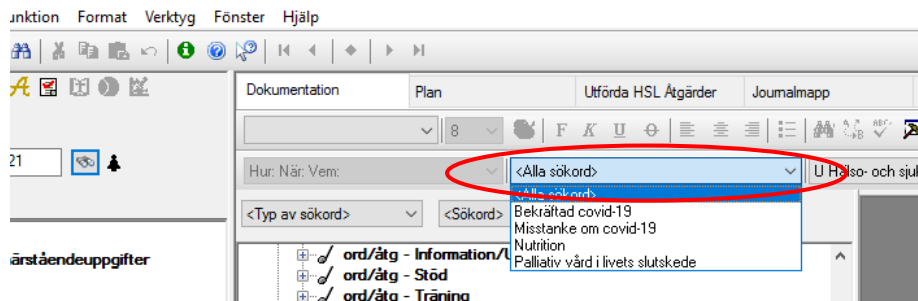 unktion Format Verktyg Fönster Hjälp
Dokumentation Plan Utförda HSL Åtgärder Journalmapp
8 F K U
21
Hur: När: Vem: <Alla sökord> U Hälso- och sjuk
<Alla sökord>
<Typ av sökord> <Sökord>
Bekräftad covid-19
Misstanke om covid-19
Nutrition
Palliativ vård i livets slutskede
ärståendeuppgifter
ord/åtg - Information/U
ord/åtg - Stöd
ord/åtg - Träning